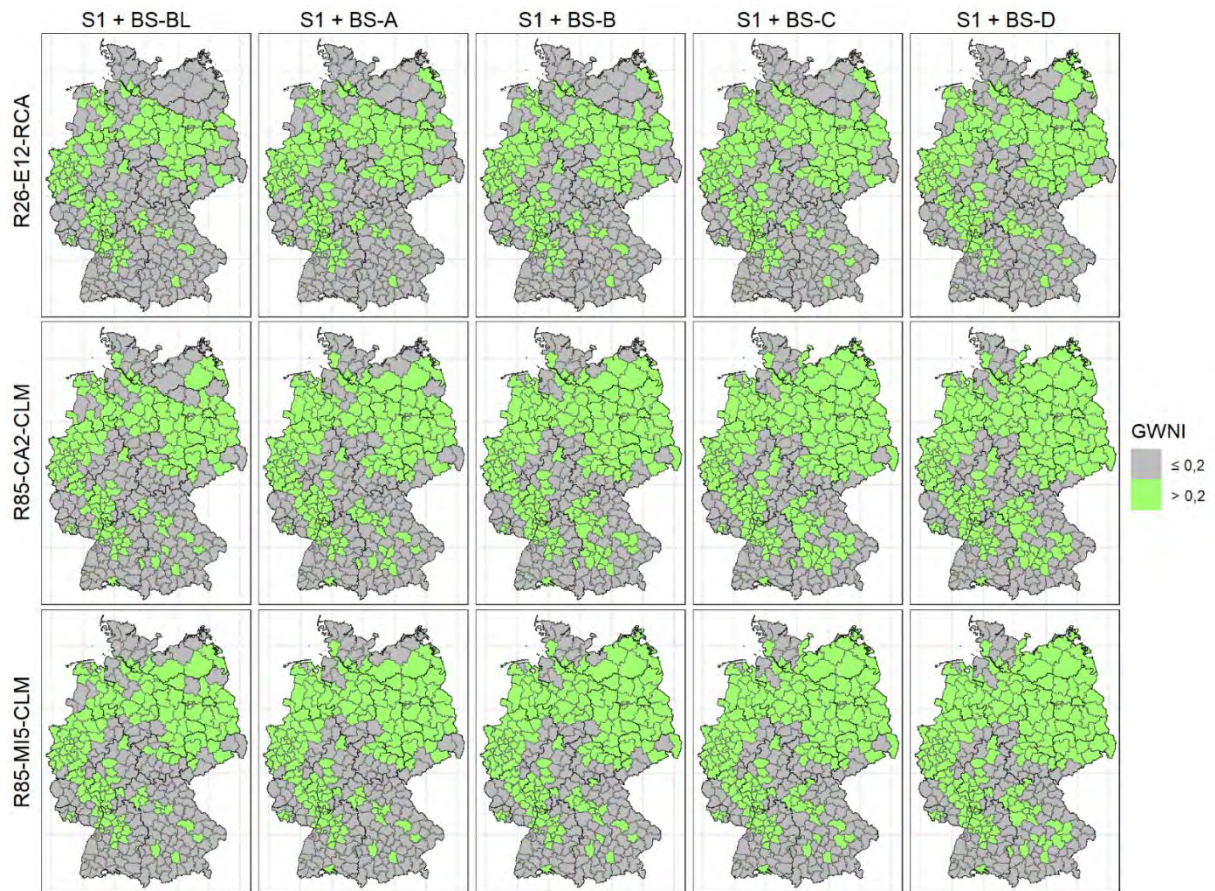 S1 + BS-BL S1 + BS-A S1 + BS-B S1 + BS-C S1 + BS-D
R26-E12-RCA
R85-CA2-CLM
GWNI
≤ 0,2
> 0,2
R85-MI5-CLM